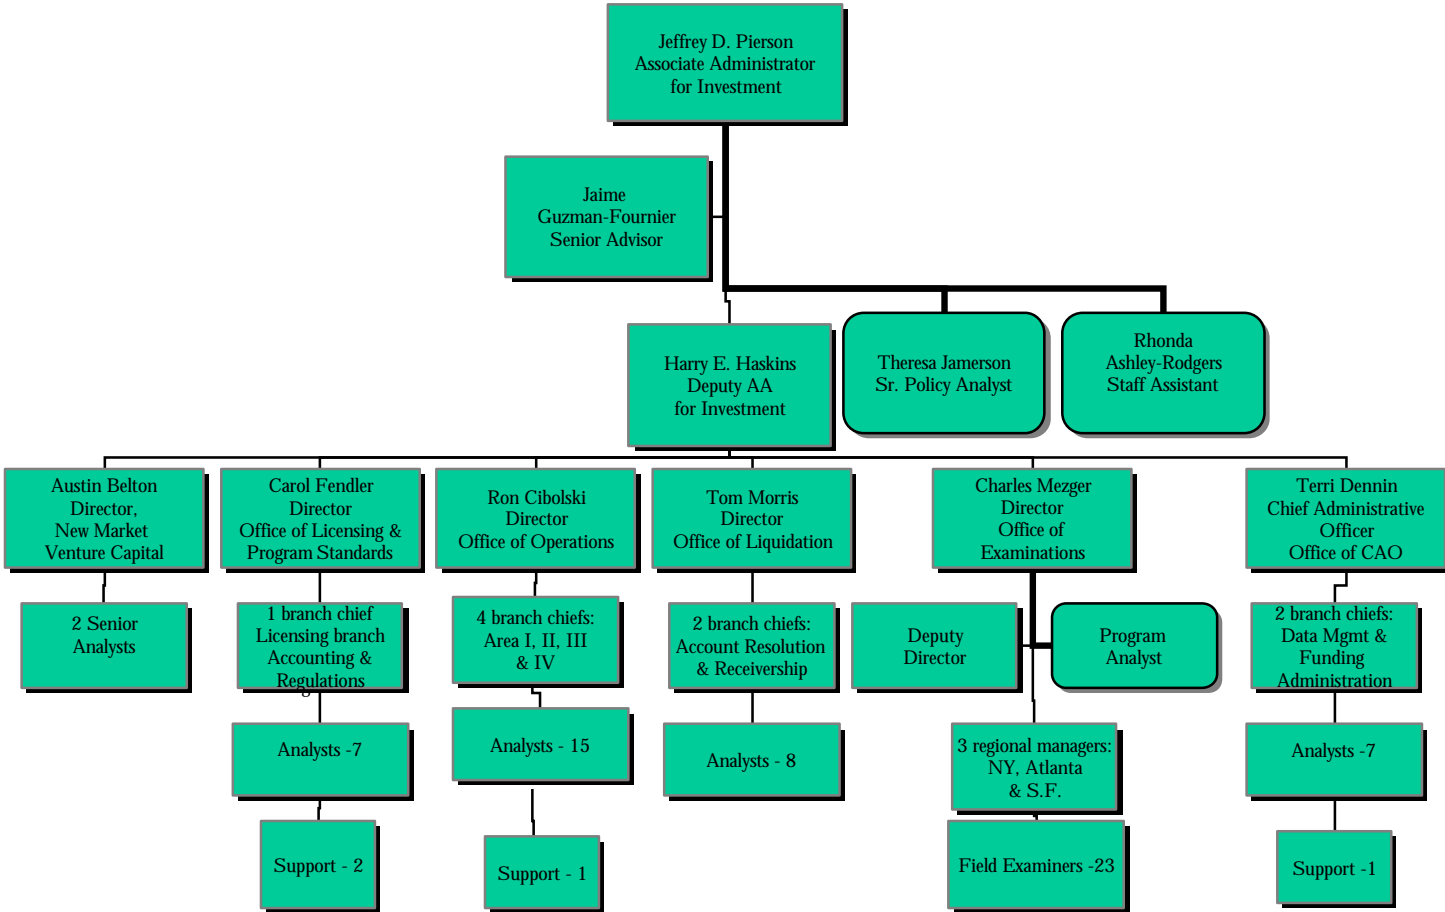 Jeffrey D. Pierson
Associate Administrator
for Investment
Jaime
Guzman-Fournier
Senior Advisor
Harry E. Haskins
Deputy AA
for Investment
Theresa Jamerson
Sr. Policy Analyst
Rhonda
Ashley-Rodgers
Staff Assistant
Austin Belton
Director,
New Market
Venture Capital
Carol Fendler
Director
Office of Licensing &
Program Standards
Ron Cibolski
Director
Office of Operations
Tom Morris
Director
Office of Liquidation
Charles Mezger
Director
Office of
Examinations
Terri Dennin
Chief Administrative
Officer
Office of CAO
2 Senior
Analysts
1 branch chief
Licensing branch
Accounting &
Regulations
4 branch chiefs:
Area I, II, III
& IV
2 branch chiefs:
Account Resolution
& Receivership
Deputy
Director
Program
Analyst
2 branch chiefs:
Data Mgmt &
Funding
Administration
Analysts -7
Analysts - 15
Analysts - 8
3 regional managers:
NY, Atlanta
& S.F.
Analysts -7
Support - 2
Support - 1
Field Examiners -23
Support -1